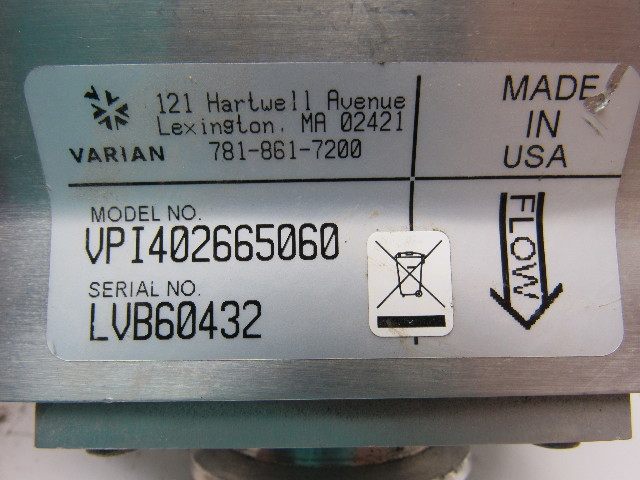 121 Hartwell Avenue
Lexington, MA 02421
VARIAN 781-861-7200
MADE
IN
USA
MODEL NO.
VPI402665060
SERIAL NO.
LVB60432
FLOW